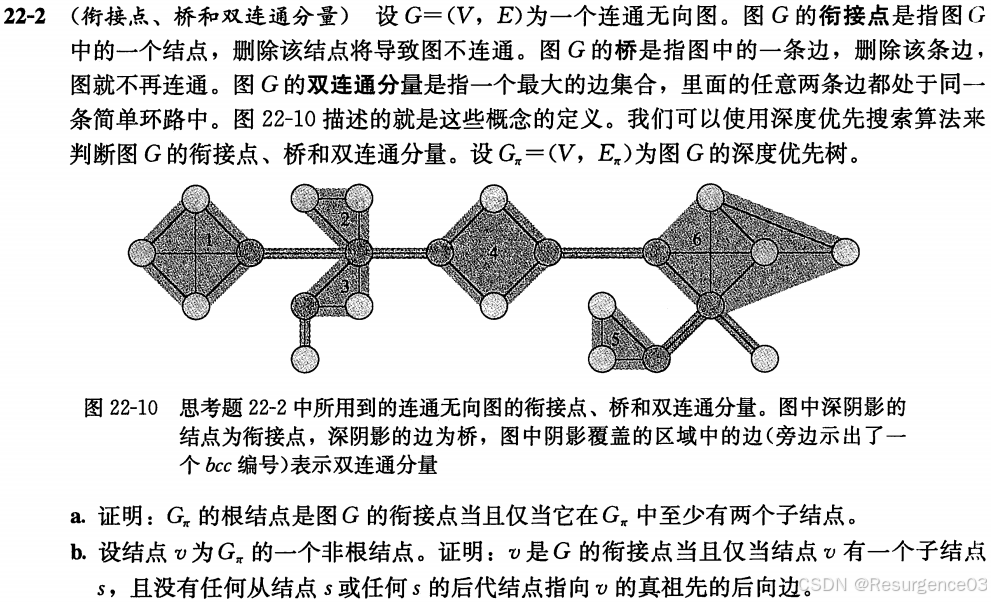 22-2 （衔接点、桥和双连通分量） 设 G=(V，E)为一个连通无向图。图 G 的衔接点是指图 G
中的一个结点，删除该结点将导致图不连通。图 G 的桥是指图中的一条边，删除该条边，
图就不再连通。图 G 的双连通分量是指一个最大的边集合，里面的任意两条边都处于同一
条简单环路中。图 22-10 描述的就是这些概念的定义。我们可以使用深度优先搜索算法来
判断图 G 的衔接点、桥和双连通分量。设 Gπ=(V，Eπ)为图 G 的深度优先树。
1
2
3
4
5
6
图 22-10 思考题 22-2 中所用到的连通无向图的衔接点、桥和双连通分量。图中深阴影的
结点为衔接点，深阴影的边为桥，图中阴影覆盖的区域中的边(旁边示出了一
个 bcc 编号)表示双连通分量
a. 证明：Gπ 的根结点是图 G 的衔接点当且仅当它在 Gπ 中至少有两个子结点。
b. 设结点 v 为 Gπ 的一个非根结点。证明：v 是 G 的衔接点当且仅当结点 v 有一个子结点
s，且没有任何从结点 s 或任何 s 的后代结点指向 v 的真祖先的后向边。
CSDN @Resurgence03